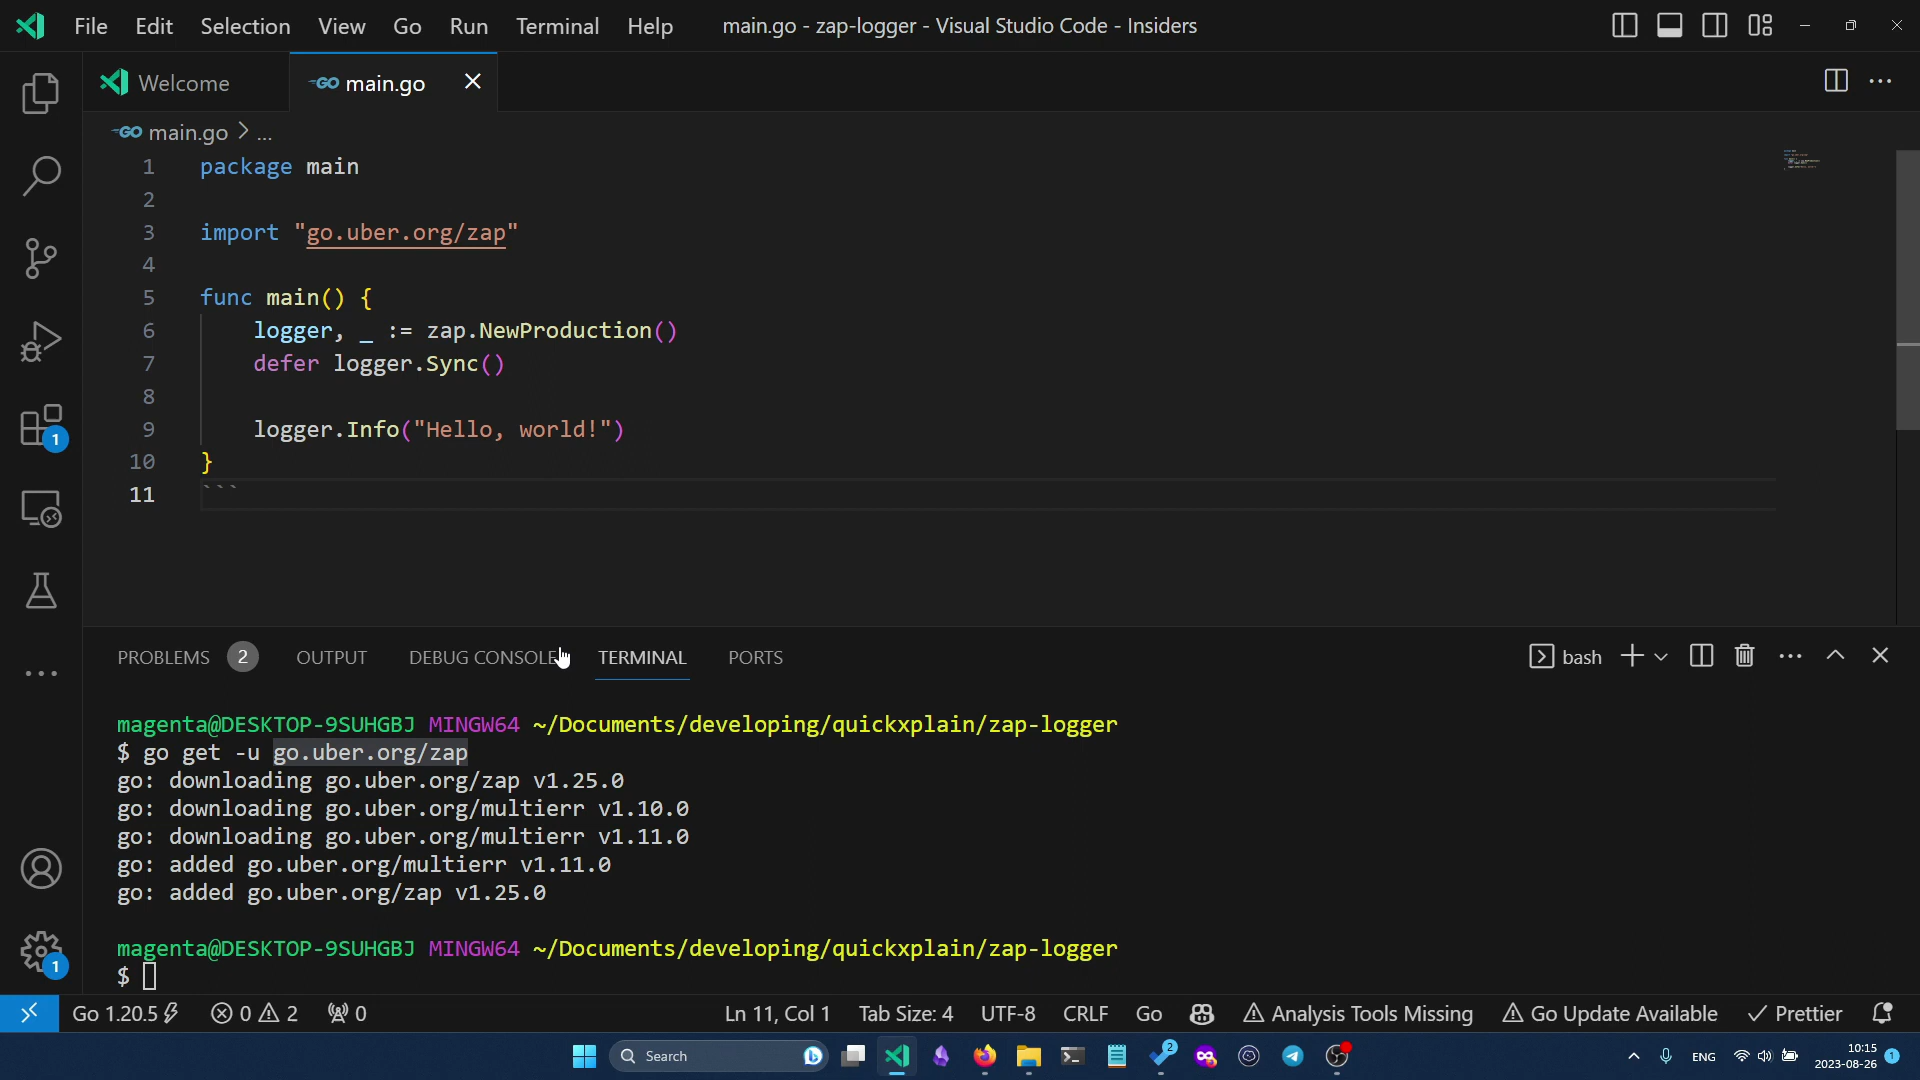 File Edit Selection View Go Run Terminal Help main.go - zap-logger - Visual Studio Code - Insiders
Welcome GO main.go
GO main.go > ...
1 package main
2
3 import "go.uber.org/zap"
4
5 func main() {
6 logger, _ := zap.NewProduction()
7 defer logger.Sync()
8
9 logger.Info("Hello, world!")
10 }
11 ```
PROBLEMS 2 OUTPUT DEBUG CONSOLE TERMINAL PORTS bash
magenta@DESKTOP-9SUHGBJ MINGW64 ~/Documents/developing/quickxplain/zap-logger
$ go get -u go.uber.org/zap
go: downloading go.uber.org/zap v1.25.0
go: downloading go.uber.org/multierr v1.10.0
go: downloading go.uber.org/multierr v1.11.0
go: added go.uber.org/multierr v1.11.0
go: added go.uber.org/zap v1.25.0
magenta@DESKTOP-9SUHGBJ MINGW64 ~/Documents/developing/quickxplain/zap-logger
$
1
1
Go 1.20.5 0 2 0 Ln 11, Col 1 Tab Size: 4 UTF-8 CRLF Go Analysis Tools Missing Go Update Available Prettier
Search 2 ENG 10:15 1
2023-08-26